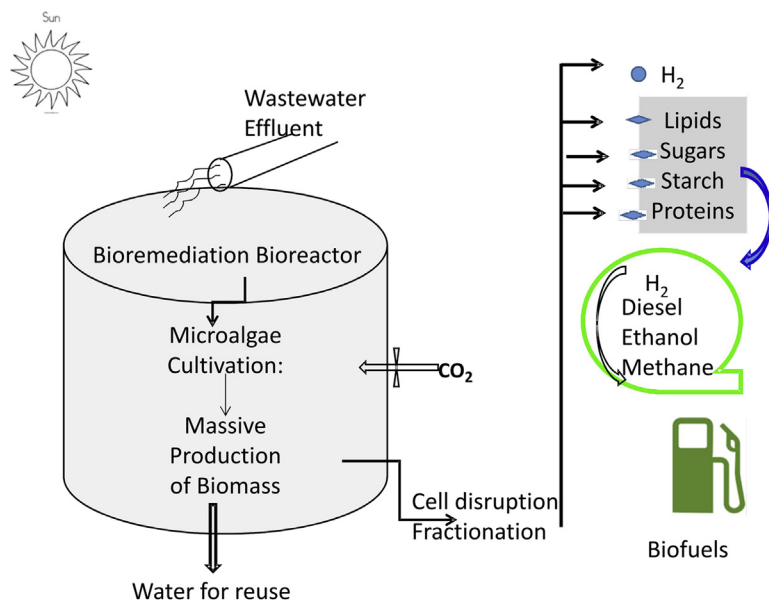 Sun
Wastewater
Effluent
Bioremediation Bioreactor
Microalgae
Cultivation:
Massive
Production
of Biomass
Water for reuse
CO₂
Cell disruption
Fractionation
H₂
Lipids
Sugars
Starch
Proteins
H₂
Diesel
Ethanol
Methane
Biofuels